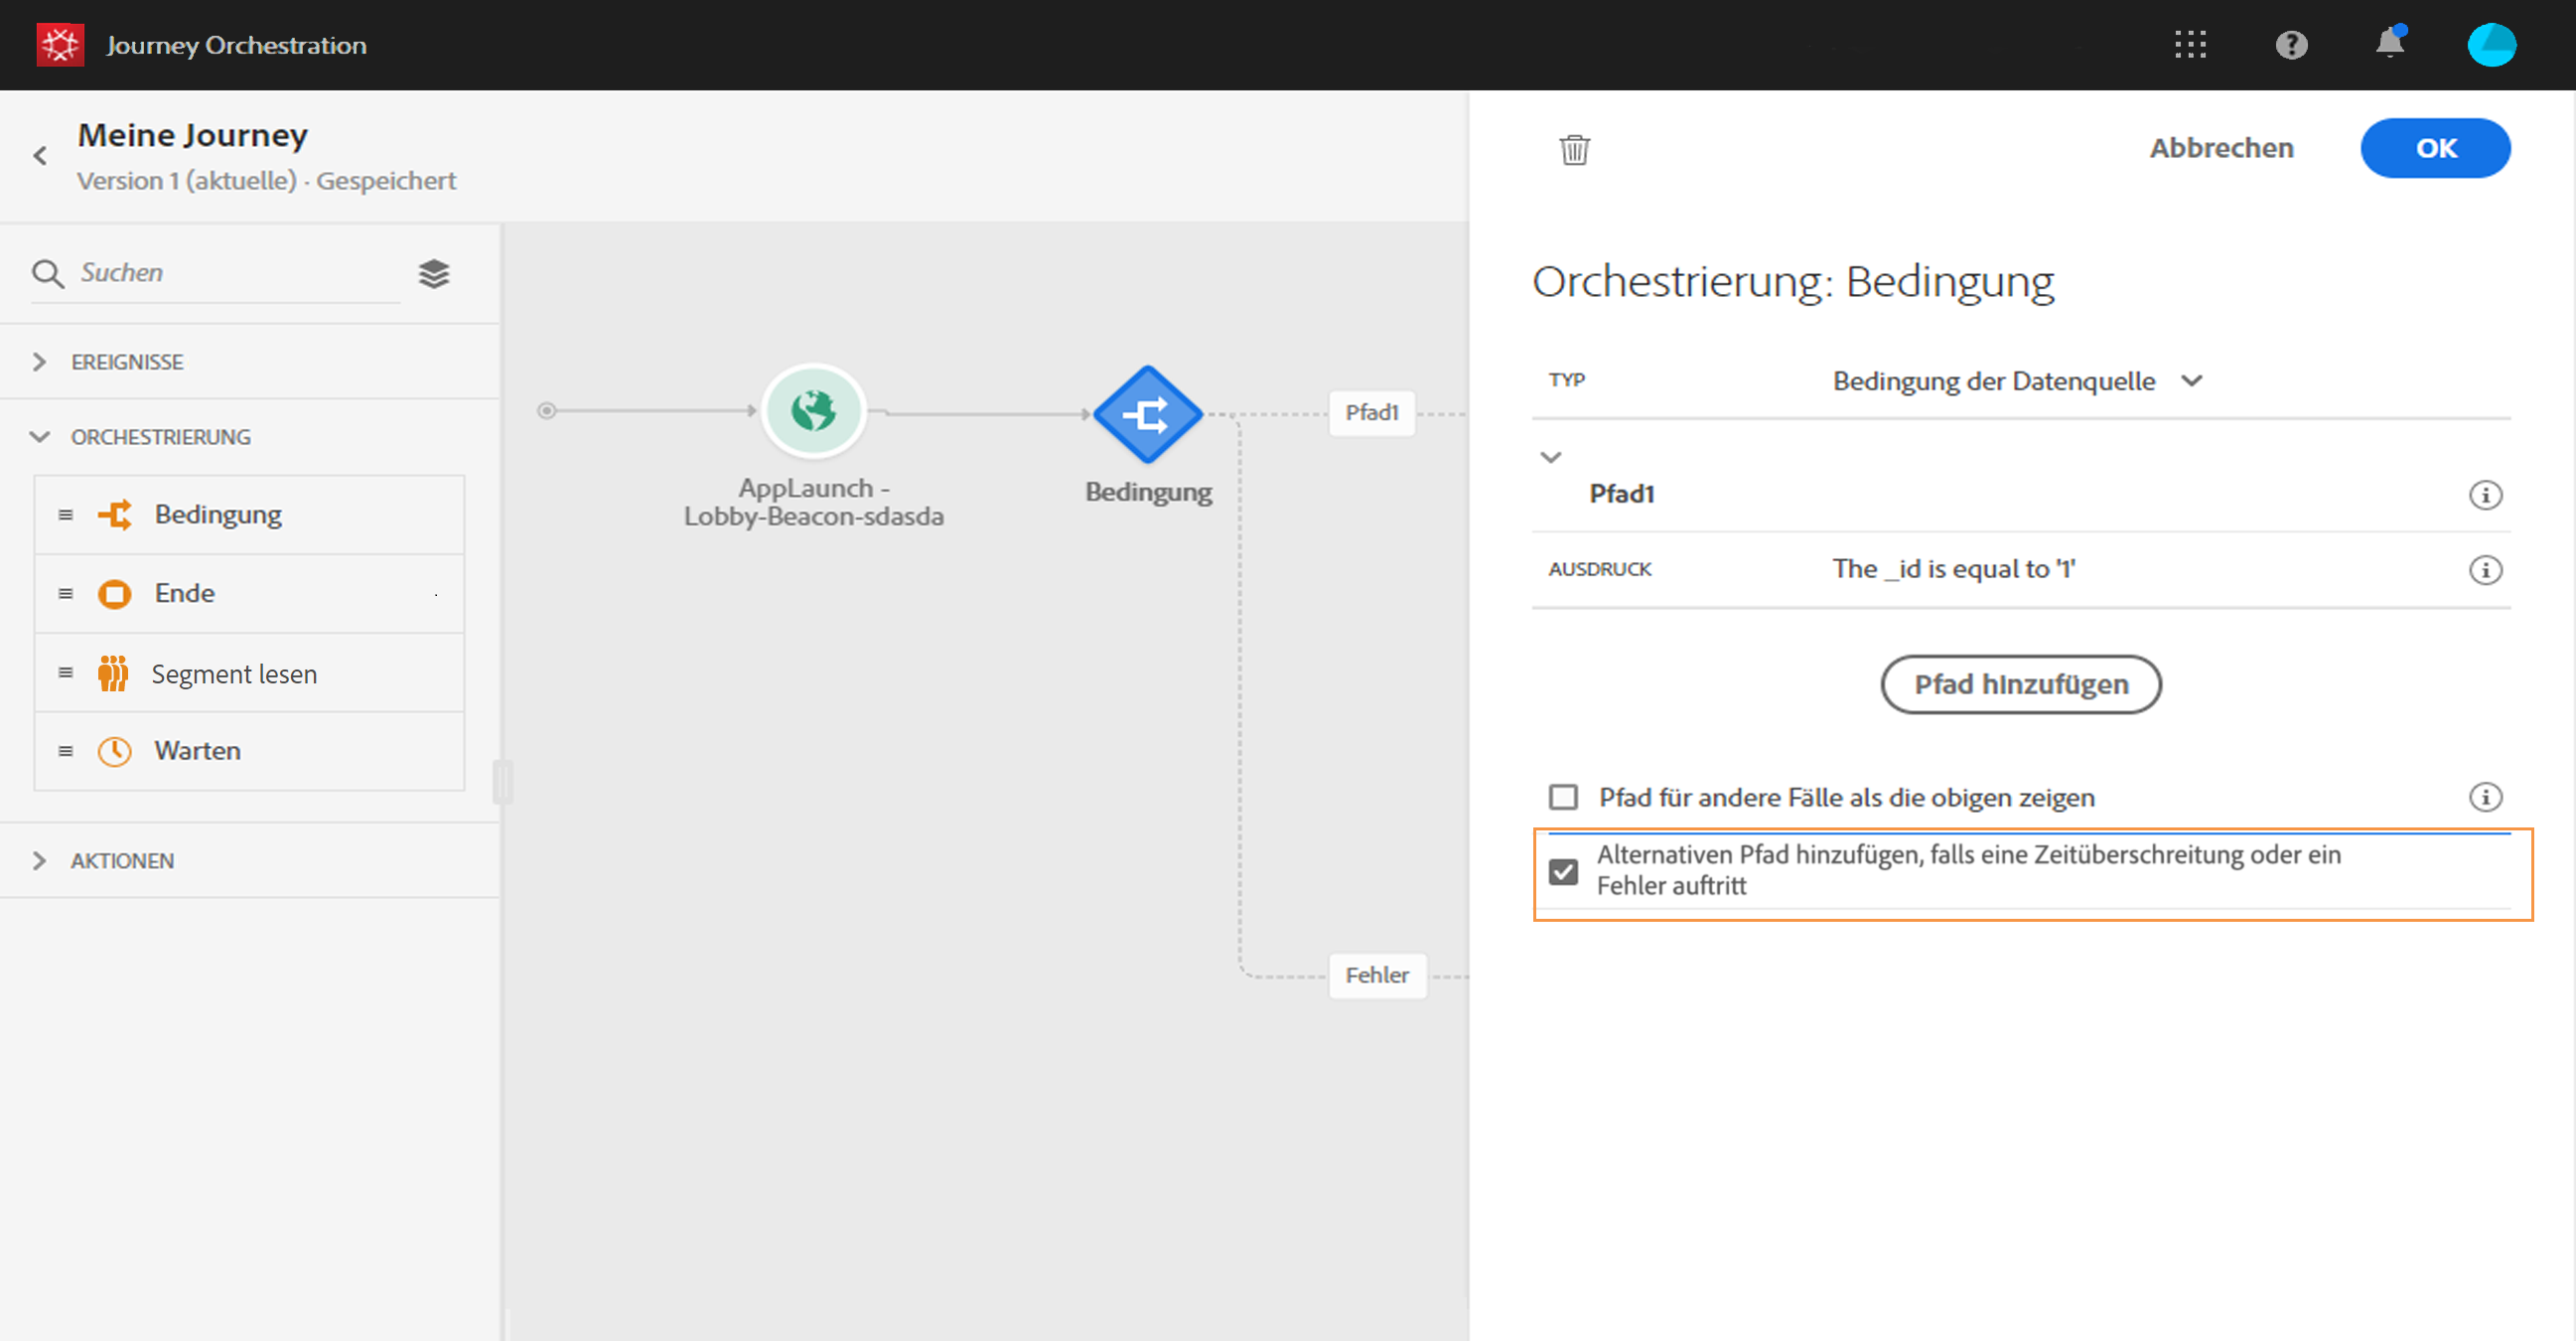 Journey Orchestration
Meine Journey
Version 1 (aktuelle) · Gespeichert
Suchen
EREIGNISSE
ORCHESTRIERUNG
Bedingung
Ende
Segment lesen
Warten
AKTIONEN
AppLaunch -
Lobby-Beacon-sdasda
Bedingung
Pfad1
Fehler
Abbrechen
OK
Orchestrierung: Bedingung
TYP Bedingung der Datenquelle
Pfad1
AUSDRUCK The _id is equal to '1'
Pfad hinzufügen
Pfad für andere Fälle als die obigen zeigen
Alternativen Pfad hinzufügen, falls eine Zeitüberschreitung oder ein
Fehler auftritt